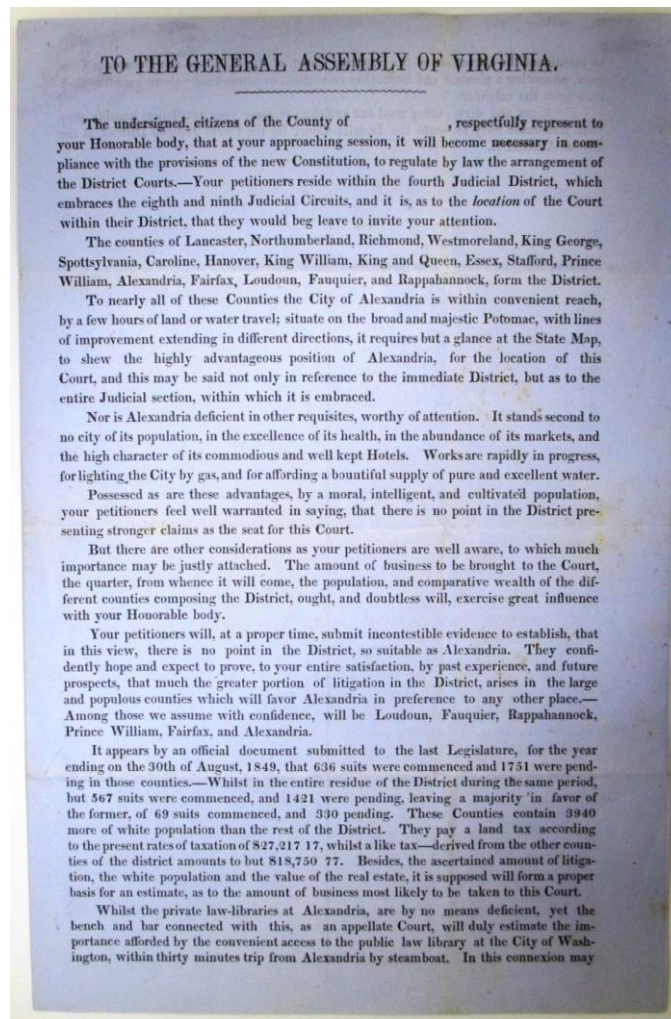 TO THE GENERAL ASSEMBLY OF VIRGINIA.
The undersigned, citizens of the County of , respectfully represent to
your Honorable body, that at your approaching session, it will become necessary in com-
pliance with the provisions of the new Constitution, to regulate by law the arrangement of
the District Courts.—Your petitioners reside within the fourth Judicial District, which
embraces the eighth and ninth Judicial Circuits, and it is, as to the location of the Court
within their District, that they would beg leave to invite your attention.
The counties of Lancaster, Northumberland, Richmond, Westmoreland, King George,
Spottsylvania, Caroline, Hanover, King William, King and Queen, Essex, Stafford, Prince
William, Alexandria, Fairfax, Loudoun, Fauquier, and Rappahannock, form the District.
To nearly all of these Counties the City of Alexandria is within convenient reach,
by a few hours of land or water travel; situate on the broad and majestic Potomac, with lines
of improvement extending in different directions, it requires but a glance at the State Map,
to shew the highly advantageous position of Alexandria, for the location of this
Court, and this may be said not only in reference to the immediate District, but as to the
entire Judicial section, within which it is embraced.
Nor is Alexandria deficient in other requisites, worthy of attention. It stands second to
no city of its population, in the excellence of its health, in the abundance of its markets, and
the high character of its commodious and well kept Hotels. Works are rapidly in progress,
for lighting the City by gas, and for affording a bountiful supply of pure and excellent water.
Possessed as are these advantages, by a moral, intelligent, and cultivated population,
your petitioners feel well warranted in saying, that there is no point in the District pre-
senting stronger claims as the seat for this Court.
But there are other considerations as your petitioners are well aware, to which much
importance may be justly attached. The amount of business to be brought to the Court,
the quarter, from whence it will come, the population, and comparative wealth of the dif-
ferent counties composing the District, ought, and doubtless will, exercise great influence
with your Honorable body.
Your petitioners will, at a proper time, submit incontestible evidence to establish, that
in this view, there is no point in the District, so suitable as Alexandria. They confi-
dently hope and expect to prove, to your entire satisfaction, by past experience, and future
prospects, that much the greater portion of litigation in the District, arises in the large
and populous counties which will favor Alexandria in preference to any other place.—
Among those we assume with confidence, will be Loudoun, Fauquier, Rappahannock,
Prince William, Fairfax, and Alexandria.
It appears by an official document submitted to the last Legislature, for the year
ending on the 30th of August, 1849, that 636 suits were commenced and 1751 were pend-
ing in those counties.—Whilst in the entire residue of the District during the same period,
but 567 suits were commenced, and 1421 were pending, leaving a majority in favor of
the former, of 69 suits commenced, and 330 pending. These Counties contain 3940
more of white population than the rest of the District. They pay a land tax according
to the present rates of taxation of $27,217 17, whilst a like tax—derived from the other coun-
ties of the district amounts to but $18,750 77. Besides, the ascertained amount of litiga-
tion, the white population and the value of the real estate, it is supposed will form a proper
basis for an estimate, as to the amount of business most likely to be taken to this Court.
Whilst the private law-libraries at Alexandria, are by no means deficient, yet the
bench and bar connected with this, as an appellate Court, will duly estimate the im-
portance afforded by the convenient access to the public law library at the City of Wash-
ington, within thirty minutes trip from Alexandria by steamboat. In this connexion may